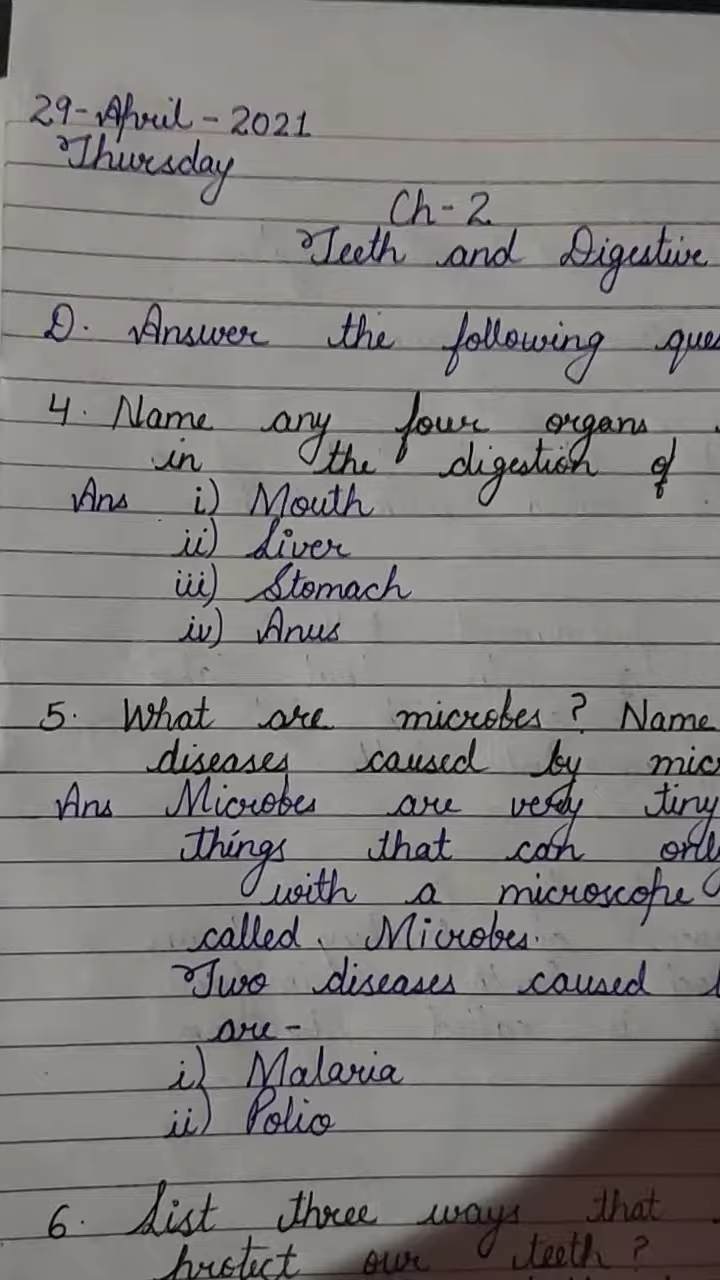 29-April-2021
Thursday
Ch-2
Teeth and Digestive
D. Answer the following ques
4. Name any four organs
in the digestion of
Ans i) Mouth
ii) Liver
iii) Stomach
iv) Anus
5. What are microbes? Name
diseases caused by mic
Ans Microbes are very tiny
things that can onl
with a microscope
called Microbes.
Two diseases caused
are-
i) Malaria
ii) Polio
6. List three ways that
protect our teeth?